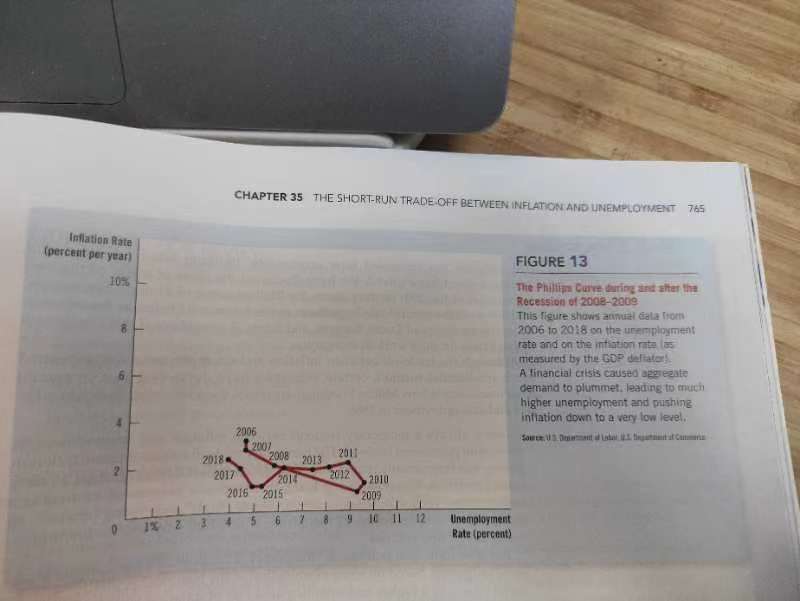 CHAPTER 35 THE SHORT-RUN TRADE-OFF BETWEEN INFLATION AND UNEMPLOYMENT 765
Inflation Rate
(percent per year)
10%
8
6
4
2
0
2006
2007
2018
2008
2013
2011
2017
2014
2012
2010
2016
2015
2009
1% 2 3 4 5 6 7 8 9 10 11 12
Unemployment
Rate (percent)
FIGURE 13
The Phillips Curve during and after the
Recession of 2008–2009
This figure shows annual data from
2006 to 2018 on the unemployment
rate and on the inflation rate (as
measured by the GDP deflator).
A financial crisis caused aggregate
demand to plummet, leading to much
higher unemployment and pushing
inflation down to a very low level.
Source: U.S. Department of Labor, U.S. Department of Commerce